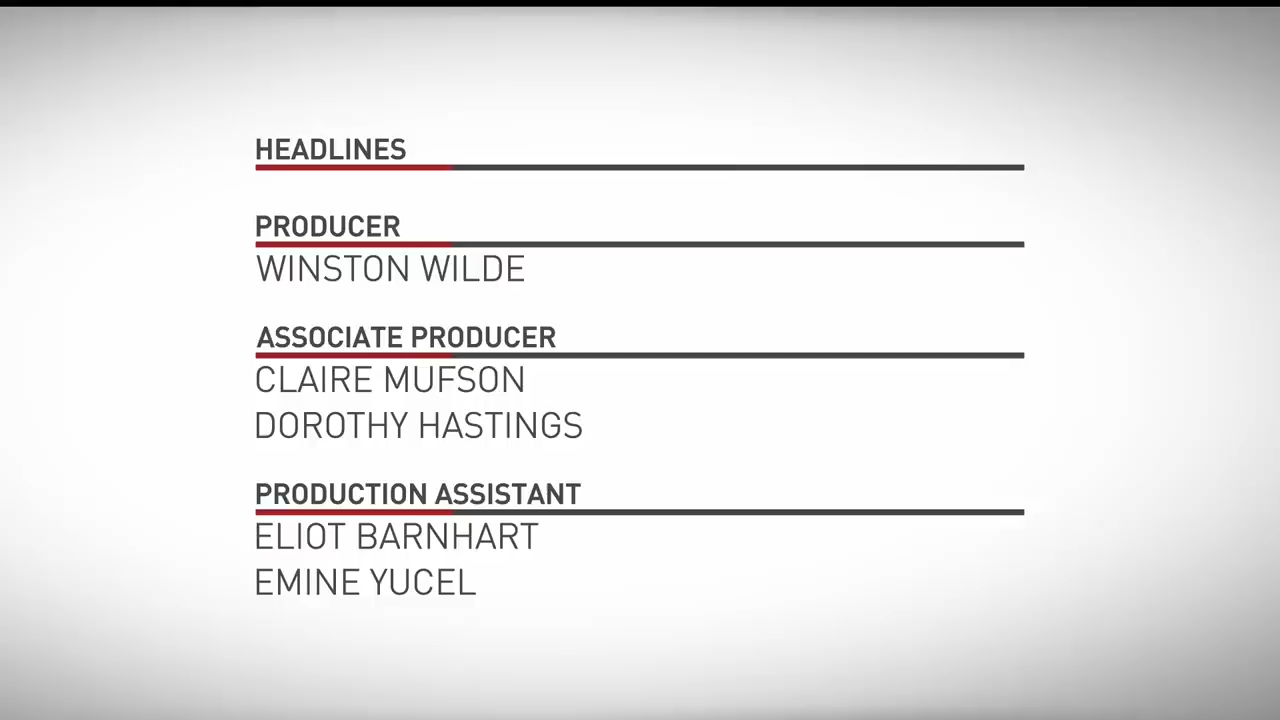 HEADLINES
PRODUCER
WINSTON WILDE
ASSOCIATE PRODUCER
CLAIRE MUFSON
DOROTHY HASTINGS
PRODUCTION ASSISTANT
ELIOT BARNHART
EMINE YUCEL